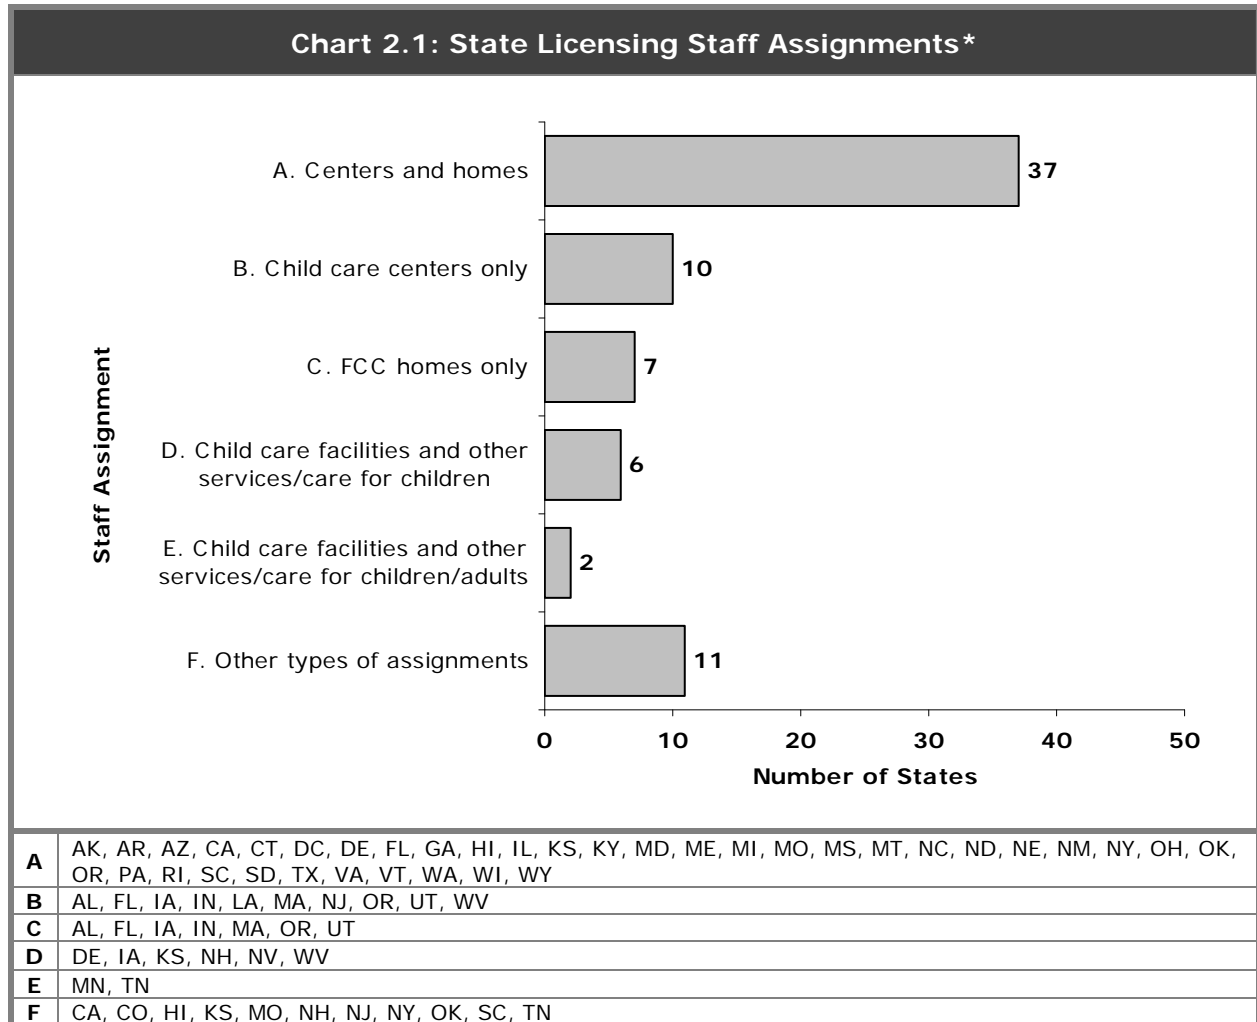 Chart 2.1: State Licensing Staff Assignments*
A. Centers and homes
37
B. Child care centers only
10
C. FCC homes only
7
D. Child care facilities and other
services/care for children
6
E. Child care facilities and other
services/care for children/adults
2
F. Other types of assignments
11
Staff Assignment
0 10 20 30 40 50
Number of States
A AK, AR, AZ, CA, CT, DC, DE, FL, GA, HI, IL, KS, KY, MD, ME, MI, MO, MS, MT, NC, ND, NE, NM, NY, OH, OK,
OR, PA, RI, SC, SD, TX, VA, VT, WA, WI, WY
B AL, FL, IA, IN, LA, MA, NJ, OR, UT, WV
C AL, FL, IA, IN, MA, OR, UT
D DE, IA, KS, NH, NV, WV
E MN, TN
F CA, CO, HI, KS, MO, NH, NJ, NY, OK, SC, TN